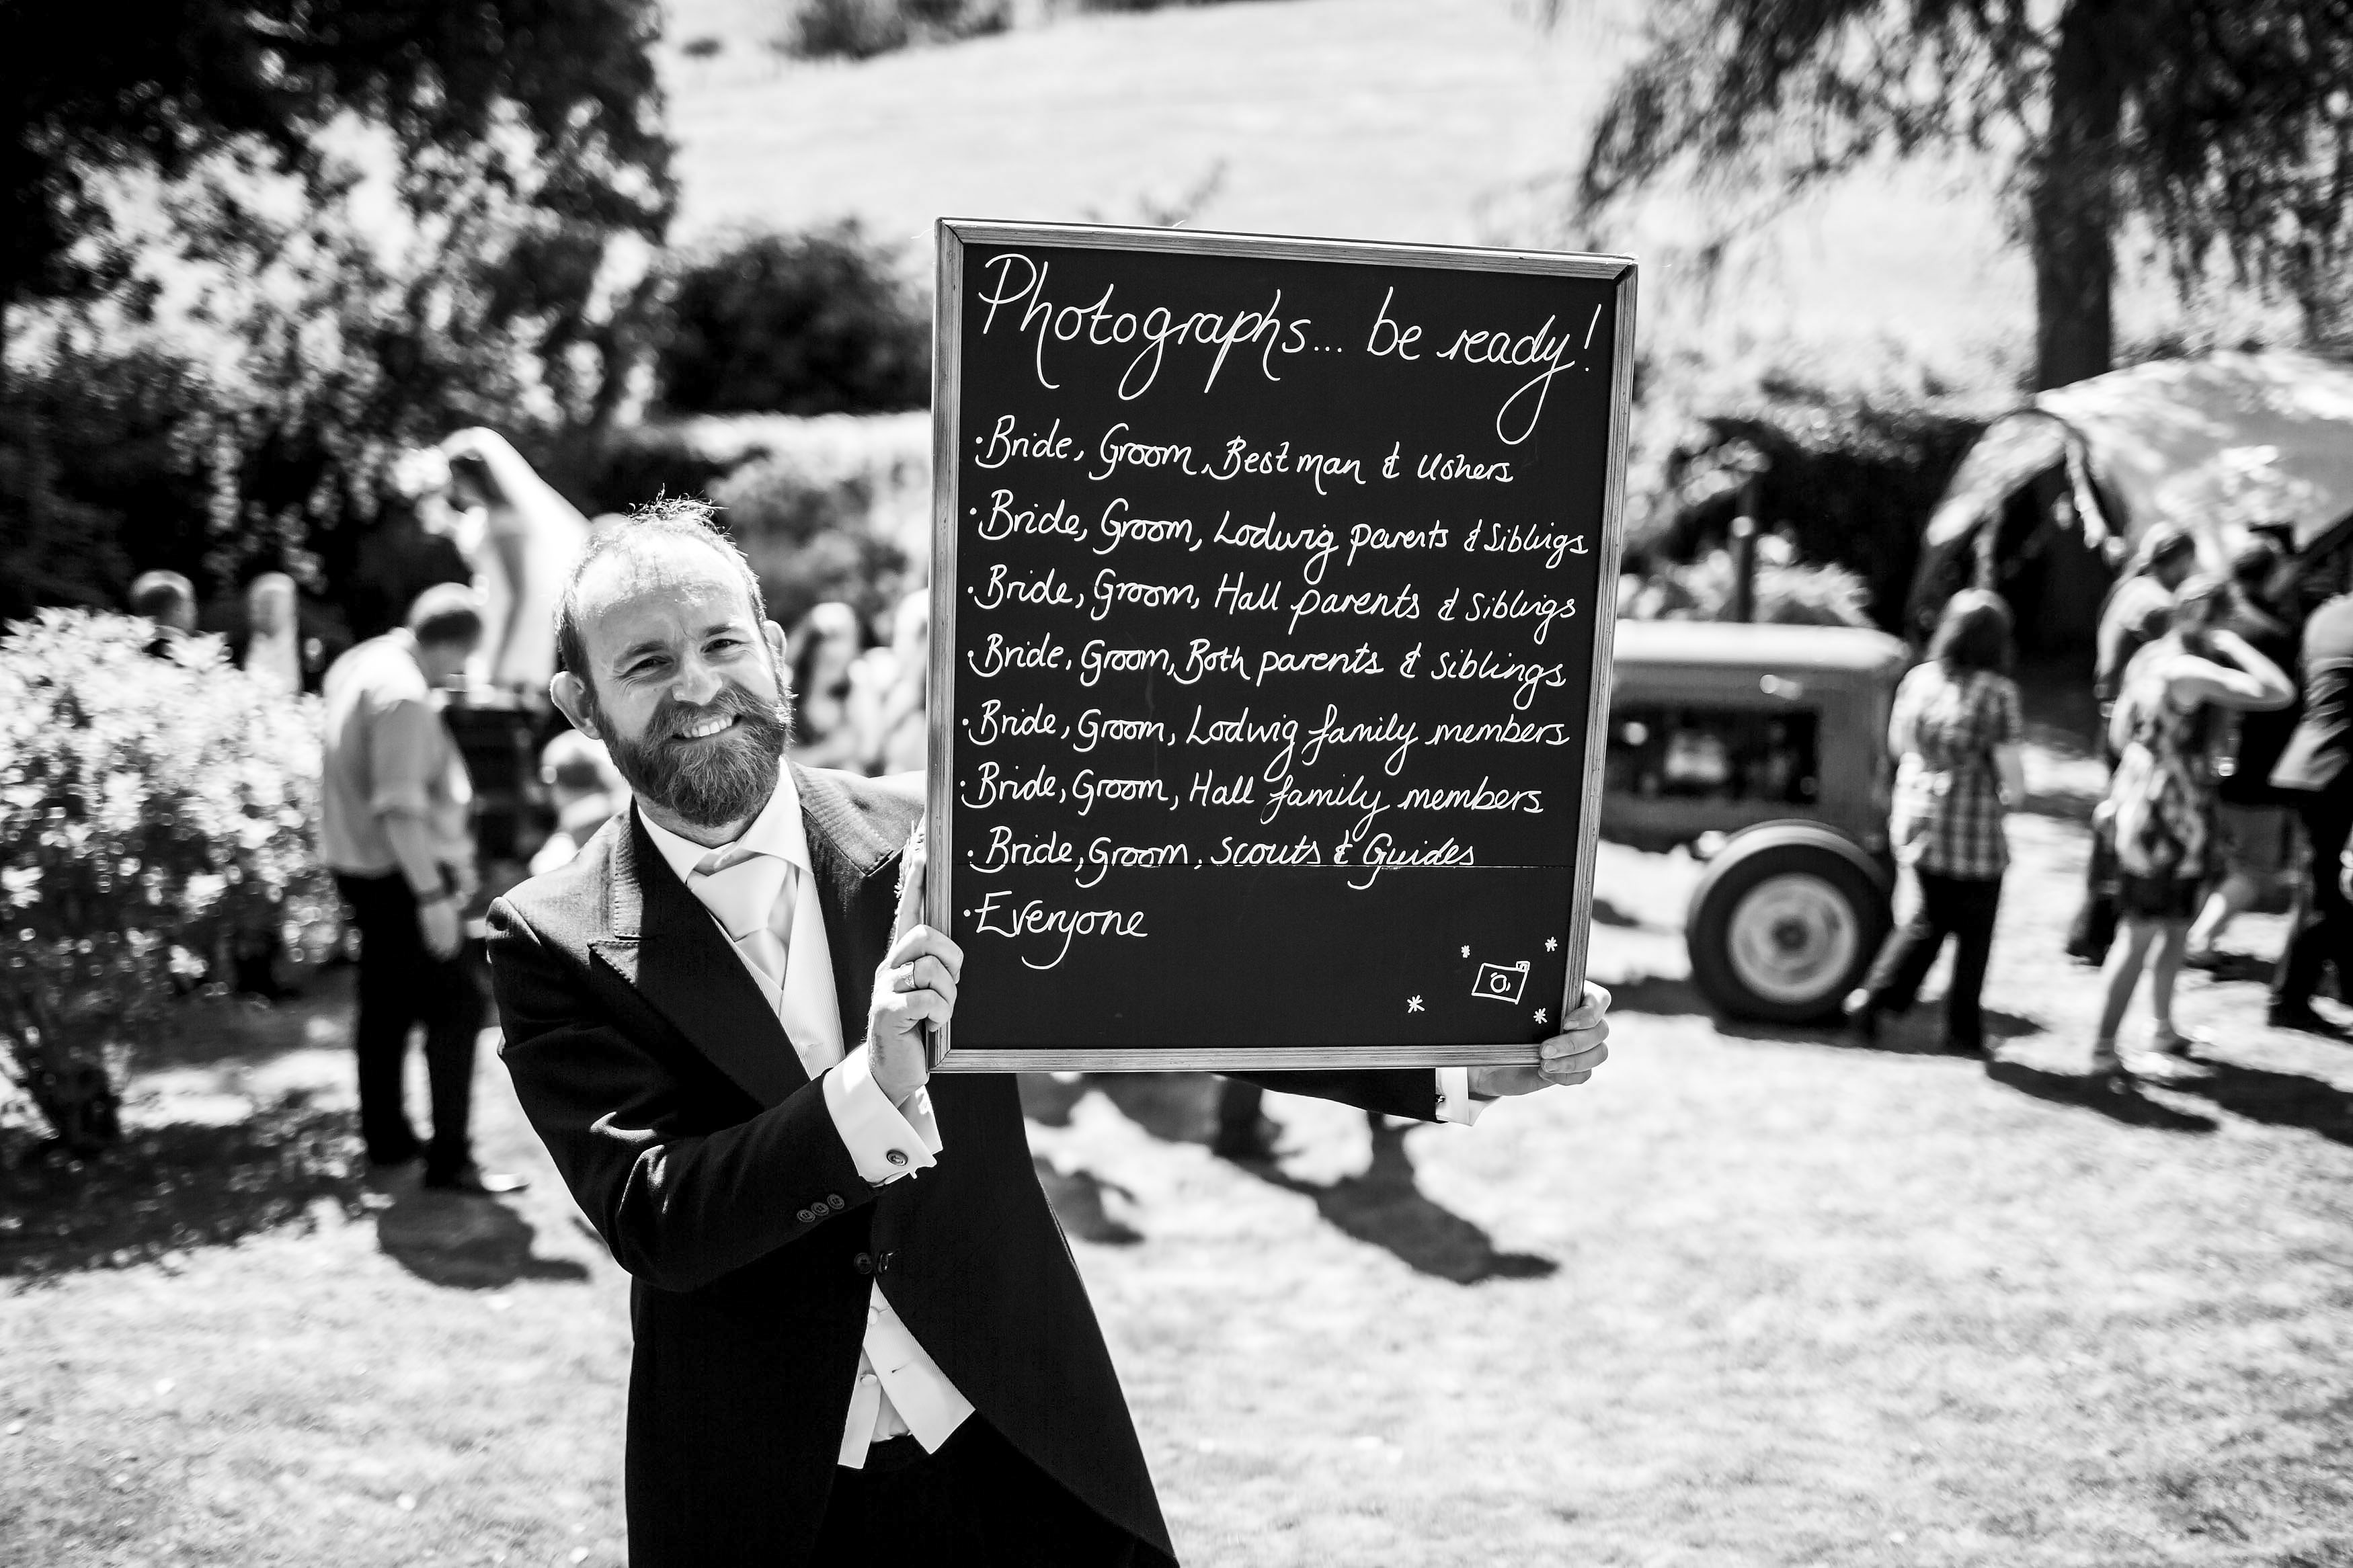 Photographs... be ready!
· Bride, Groom, Best man & Ushers
· Bride, Groom, Lodwig parents & Siblings
· Bride, Groom, Hall parents & Siblings
· Bride, Groom, Both parents & Siblings
· Bride, Groom, Lodwig family members
· Bride, Groom, Hall family members
· Bride, Groom, Scouts & Guides
· Everyone